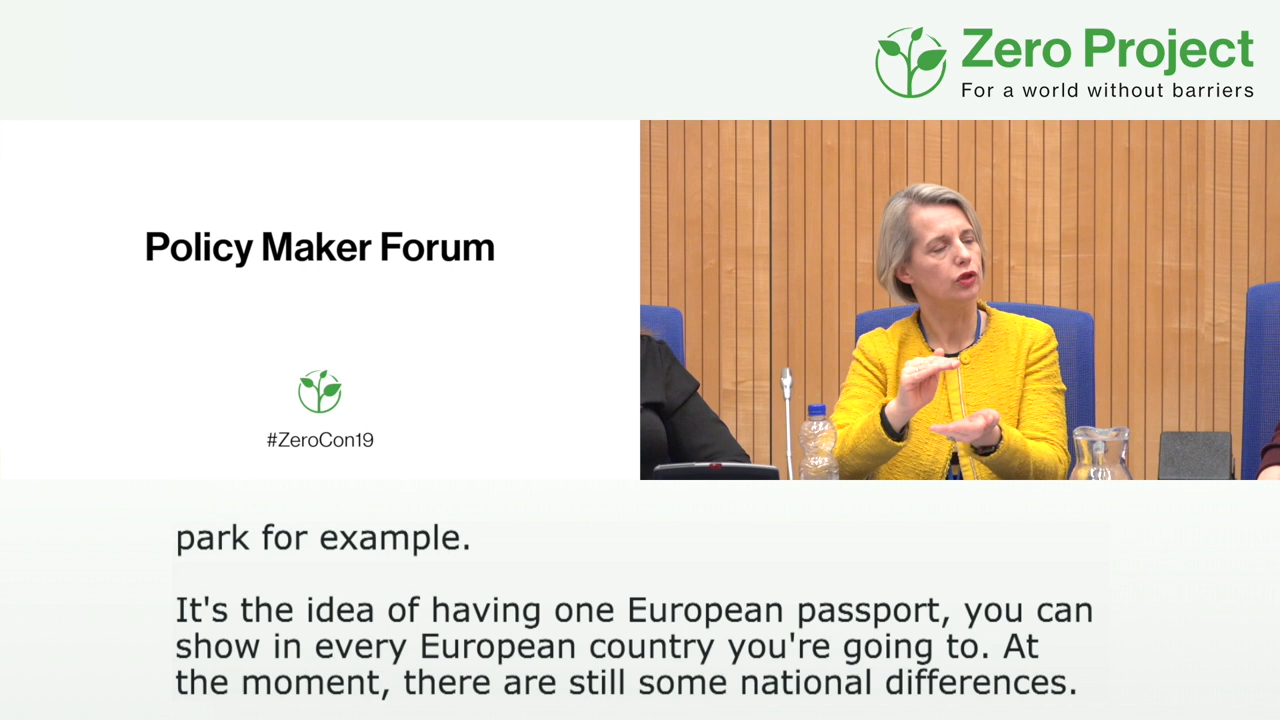 Zero Project
For a world without barriers
Policy Maker Forum
#ZeroCon19
park for example.
It's the idea of having one European passport, you can
show in every European country you're going to. At
the moment, there are still some national differences.